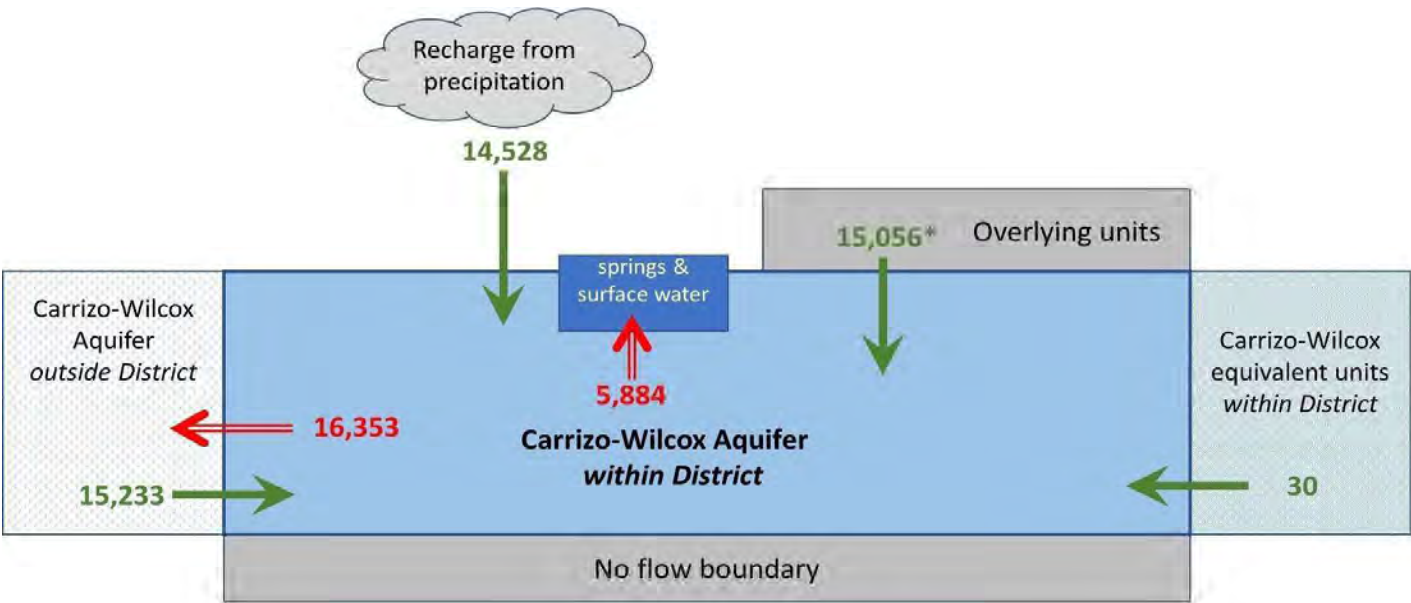 Recharge from
precipitation
14,528
15,056*
Overlying units
springs &
surface water
Carrizo-Wilcox
Aquifer
outside District
Carrizo-Wilcox
equivalent units
within District
5,884
16,353
Carrizo-Wilcox Aquifer
within District
15,233
30
No flow boundary